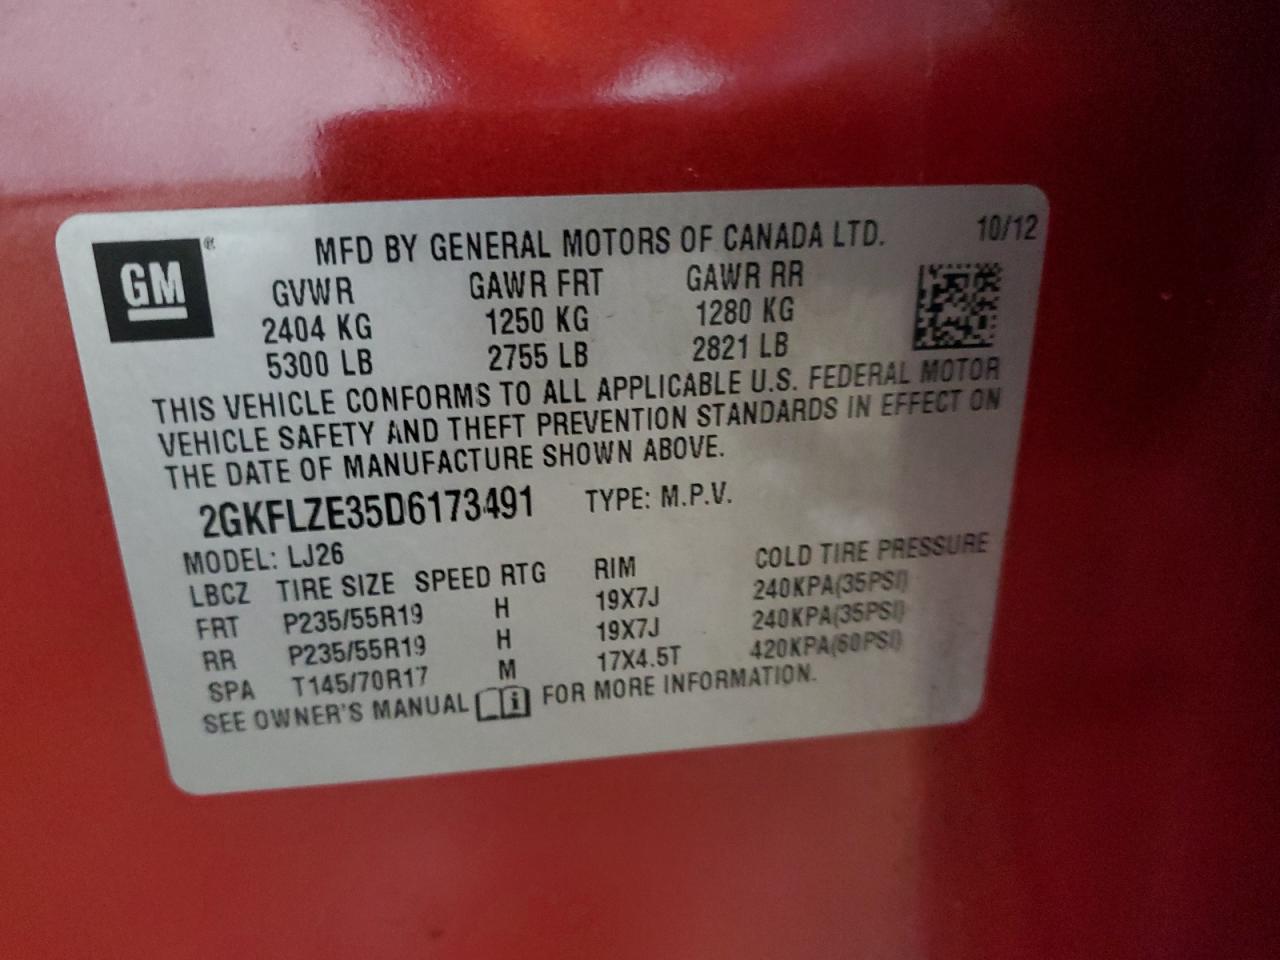 GM ® MFD BY GENERAL MOTORS OF CANADA LTD. 10/12
GVWR GAWR FRT GAWR RR
2404 KG 1250 KG 1280 KG
5300 LB 2755 LB 2821 LB
THIS VEHICLE CONFORMS TO ALL APPLICABLE U.S. FEDERAL MOTOR
VEHICLE SAFETY AND THEFT PREVENTION STANDARDS IN EFFECT ON
THE DATE OF MANUFACTURE SHOWN ABOVE.
2GKFLZE35D6173491 TYPE: M.P.V.
MODEL: LJ26
LBCZ TIRE SIZE SPEED RTG RIM COLD TIRE PRESSURE
FRT P235/55R19 H 19X7J 240KPA(35PSI)
RR P235/55R19 H 19X7J 240KPA(35PSI)
SPA T145/70R17 M 17X4.5T 420KPA(60PSI)
SEE OWNER'S MANUAL i FOR MORE INFORMATION.